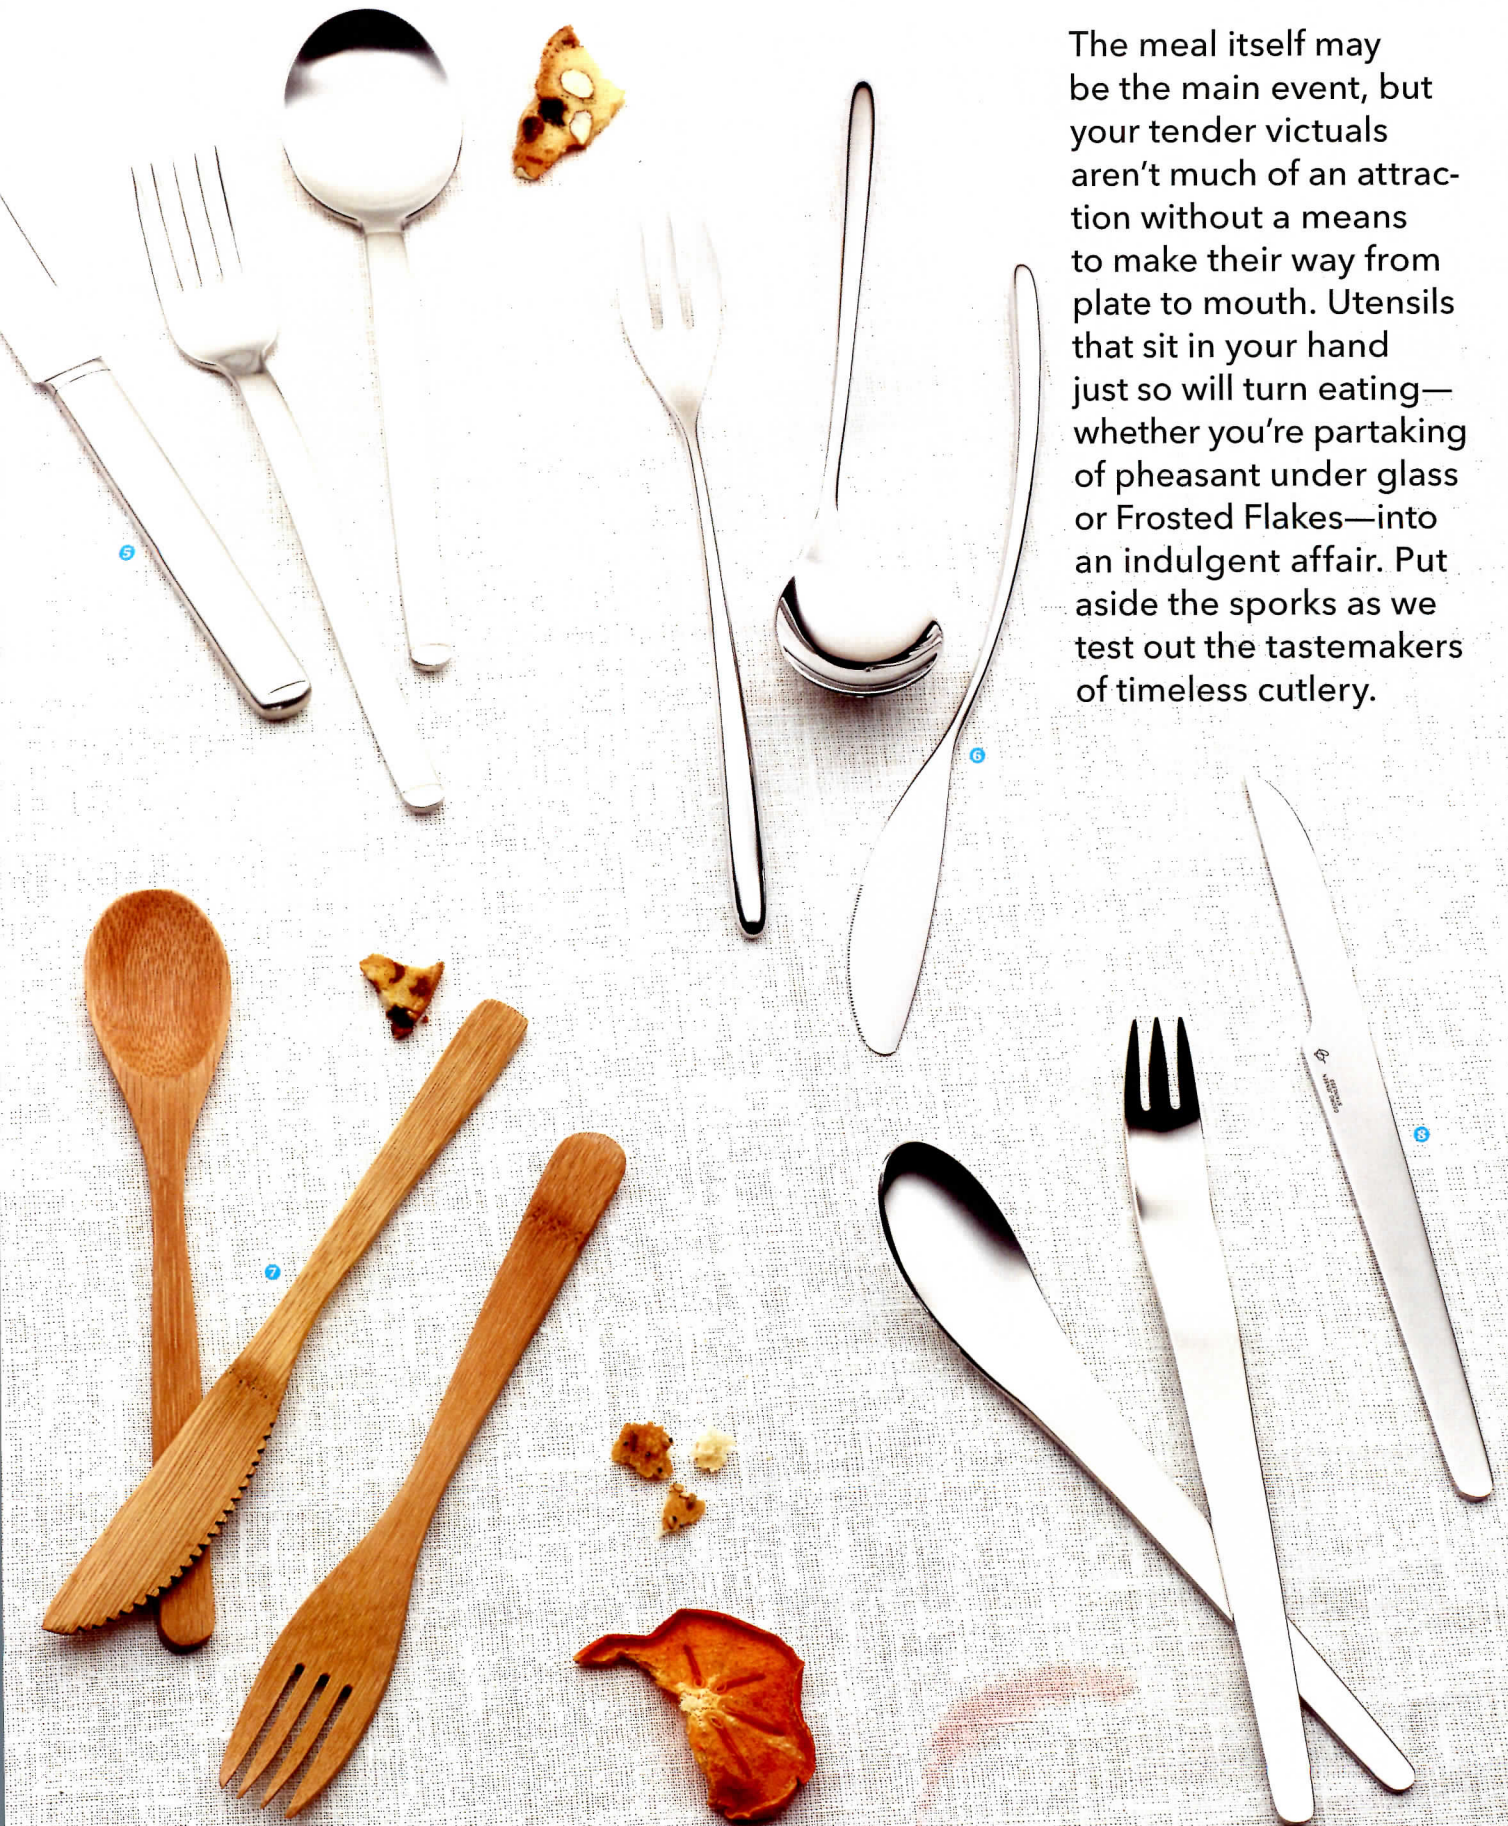 The meal itself may
be the main event, but
your tender victuals
aren't much of an attrac-
tion without a means
to make their way from
plate to mouth. Utensils
that sit in your hand
just so will turn eating—
whether you're partaking
of pheasant under glass
or Frosted Flakes—into
an indulgent affair. Put
aside the sporks as we
test out the tastemakers
of timeless cutlery.
5
6
7
8